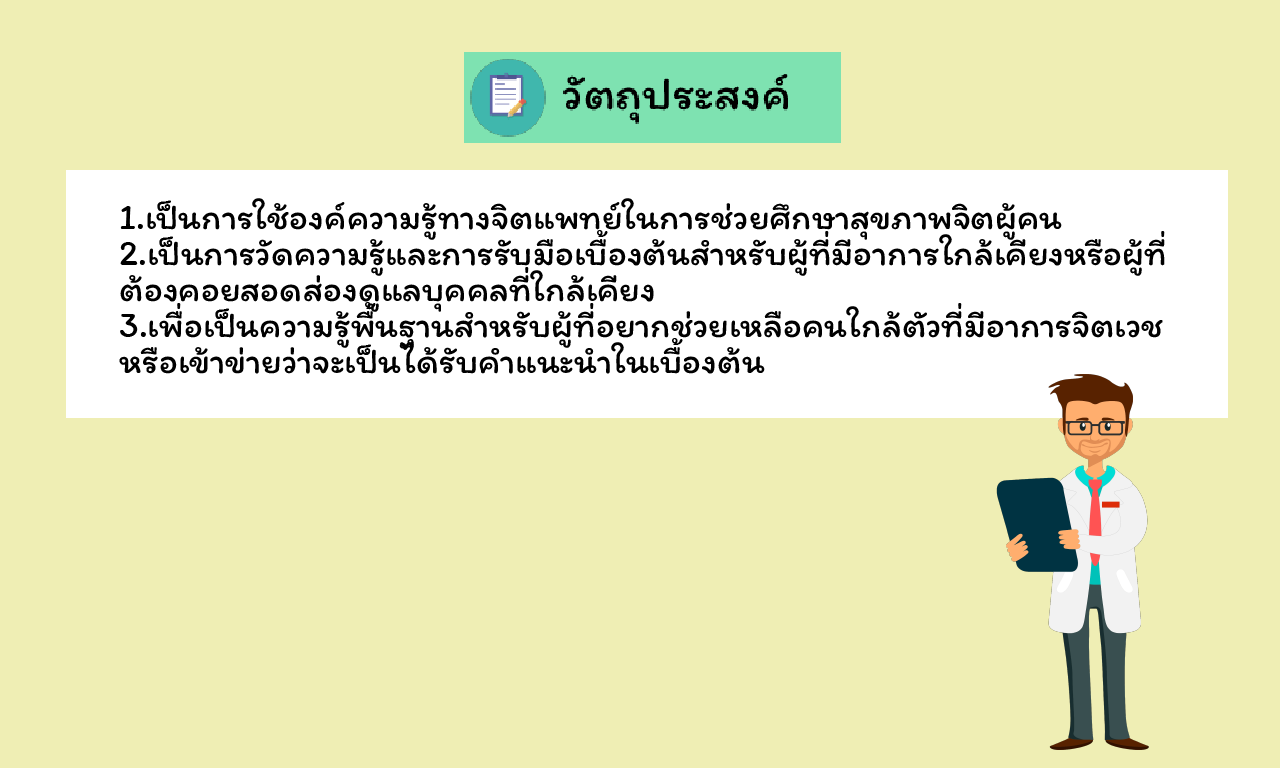 วัตถุประสงค์
1.เป็นการใช้องค์ความรู้ทางจิตแพทย์ในการช่วยศึกษาสุขภาพจิตผู้คน
2.เป็นการวัดความรู้และการรับมือเบื้องต้นสำหรับผู้ที่มีอาการใกล้เคียงหรือผู้ที่
ต้องคอยสอดส่องดูแลบุคคลที่ใกล้เคียง
3.เพื่อเป็นความรู้พื้นฐานสำหรับผู้ที่อยากช่วยเหลือคนใกล้ตัวที่มีอาการจิตเวช
หรือเข้าข่ายว่าจะเป็นได้รับคำแนะนำในเบื้องต้น